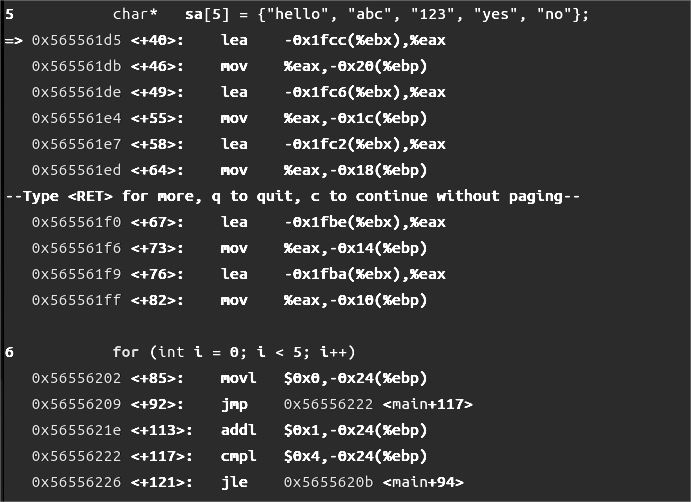 5           char*   sa[5] = {"hello", "abc", "123", "yes", "no"};
=> 0x565561d5 <+40>:    lea    -0x1fcc(%ebx),%eax
   0x565561db <+46>:    mov    %eax,-0x20(%ebp)
   0x565561de <+49>:    lea    -0x1fc6(%ebx),%eax
   0x565561e4 <+55>:    mov    %eax,-0x1c(%ebp)
   0x565561e7 <+58>:    lea    -0x1fc2(%ebx),%eax
   0x565561ed <+64>:    mov    %eax,-0x18(%ebp)
--Type <RET> for more, q to quit, c to continue without paging--
   0x565561f0 <+67>:    lea    -0x1fbe(%ebx),%eax
   0x565561f6 <+73>:    mov    %eax,-0x14(%ebp)
   0x565561f9 <+76>:    lea    -0x1fba(%ebx),%eax
   0x565561ff <+82>:    mov    %eax,-0x10(%ebp)
6           for (int i = 0; i < 5; i++)
   0x56556202 <+85>:    movl   $0x0,-0x24(%ebp)
   0x56556209 <+92>:    jmp    0x56556222 <main+117>
   0x5655621e <+113>:   addl   $0x1,-0x24(%ebp)
   0x56556222 <+117>:   cmpl   $0x4,-0x24(%ebp)
   0x56556226 <+121>:   jle    0x5655620b <main+94>